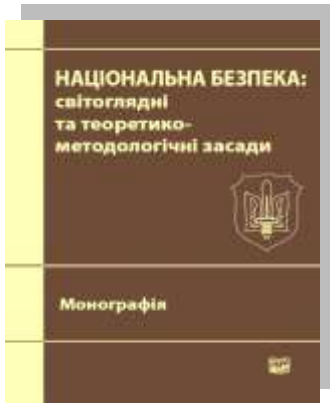 НАЦІОНАЛЬНА БЕЗПЕКА:
світоглядні
та теоретико-
методологічні засади
Монографія